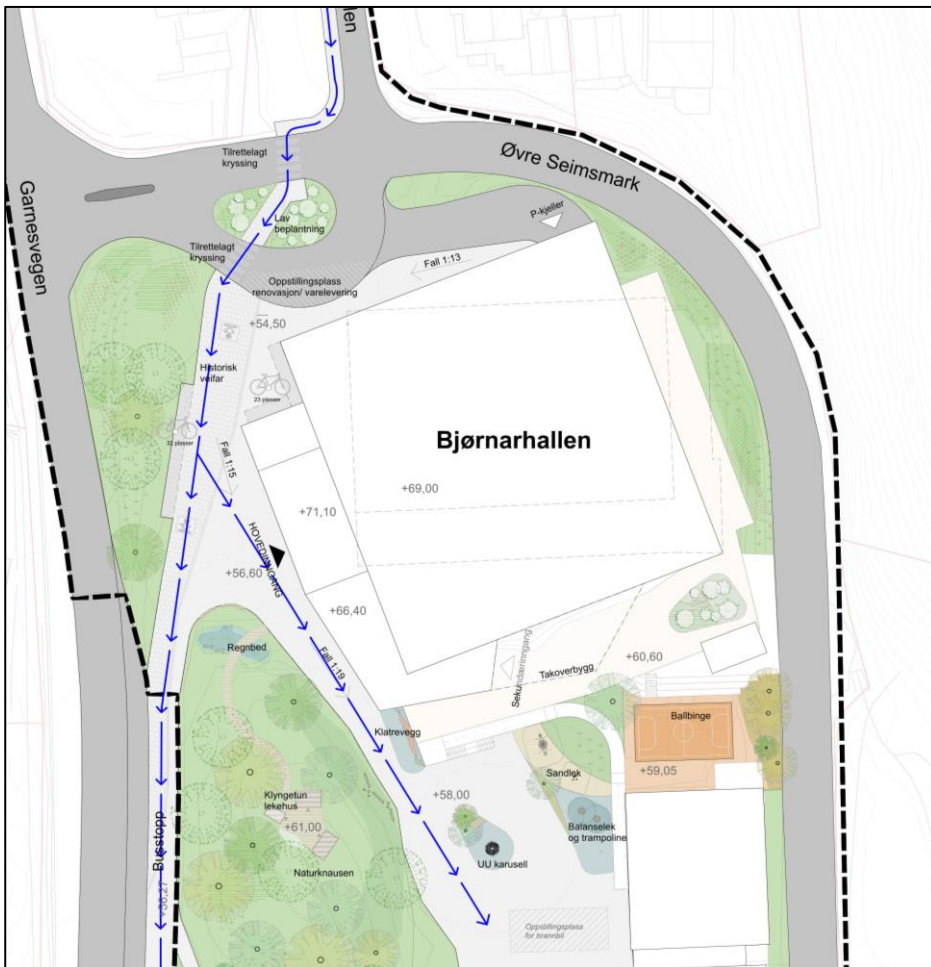 len
Øvre Seimsmark
Garnesvegen
Tilrettelagt
kryssing
P-kjeller
Lav
beplantning
Tilrettelagt
kryssing
Fall 1:13
Oppstillingsplass
renovasjon/ varelevering
+54,50
Historisk
veifar
23 plasser
Bjørnarhallen
Fall 1:15
+69,00
+71,10
HOVEDINNGANG
+56,60
+66,40
Regnbed
Fall 1:19
Sekundærinngang
Takoverbygg
+60,60
Klatrevegg
Ballbinge
Sandlek
+59,05
Klyngetun
lekehus
+58,00
+61,00
Balanselek
og trampoline
Busstopp
UU karusell
Naturknausen
Oppstillingsplass
for brannbil